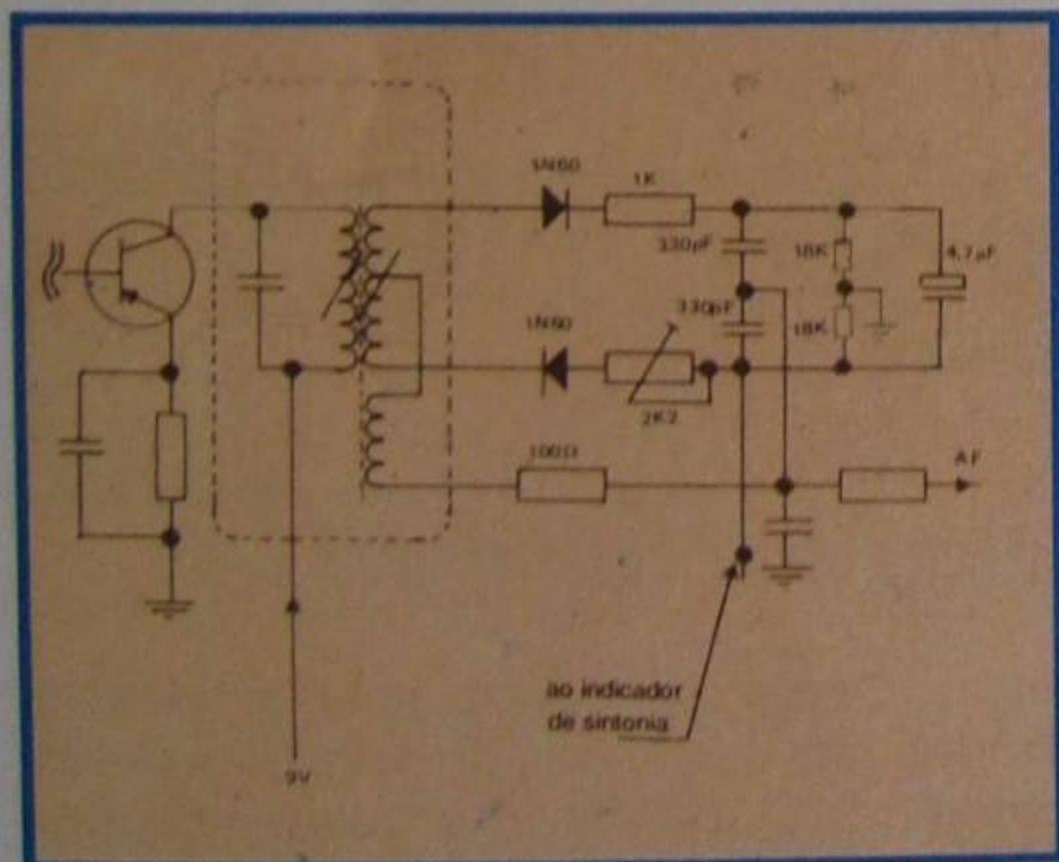 1N60
1K
330pF
18K
4,7µF
330pF
1N60
18K
2K2
100Ω
AF
ao indicador
de sintonia
9V